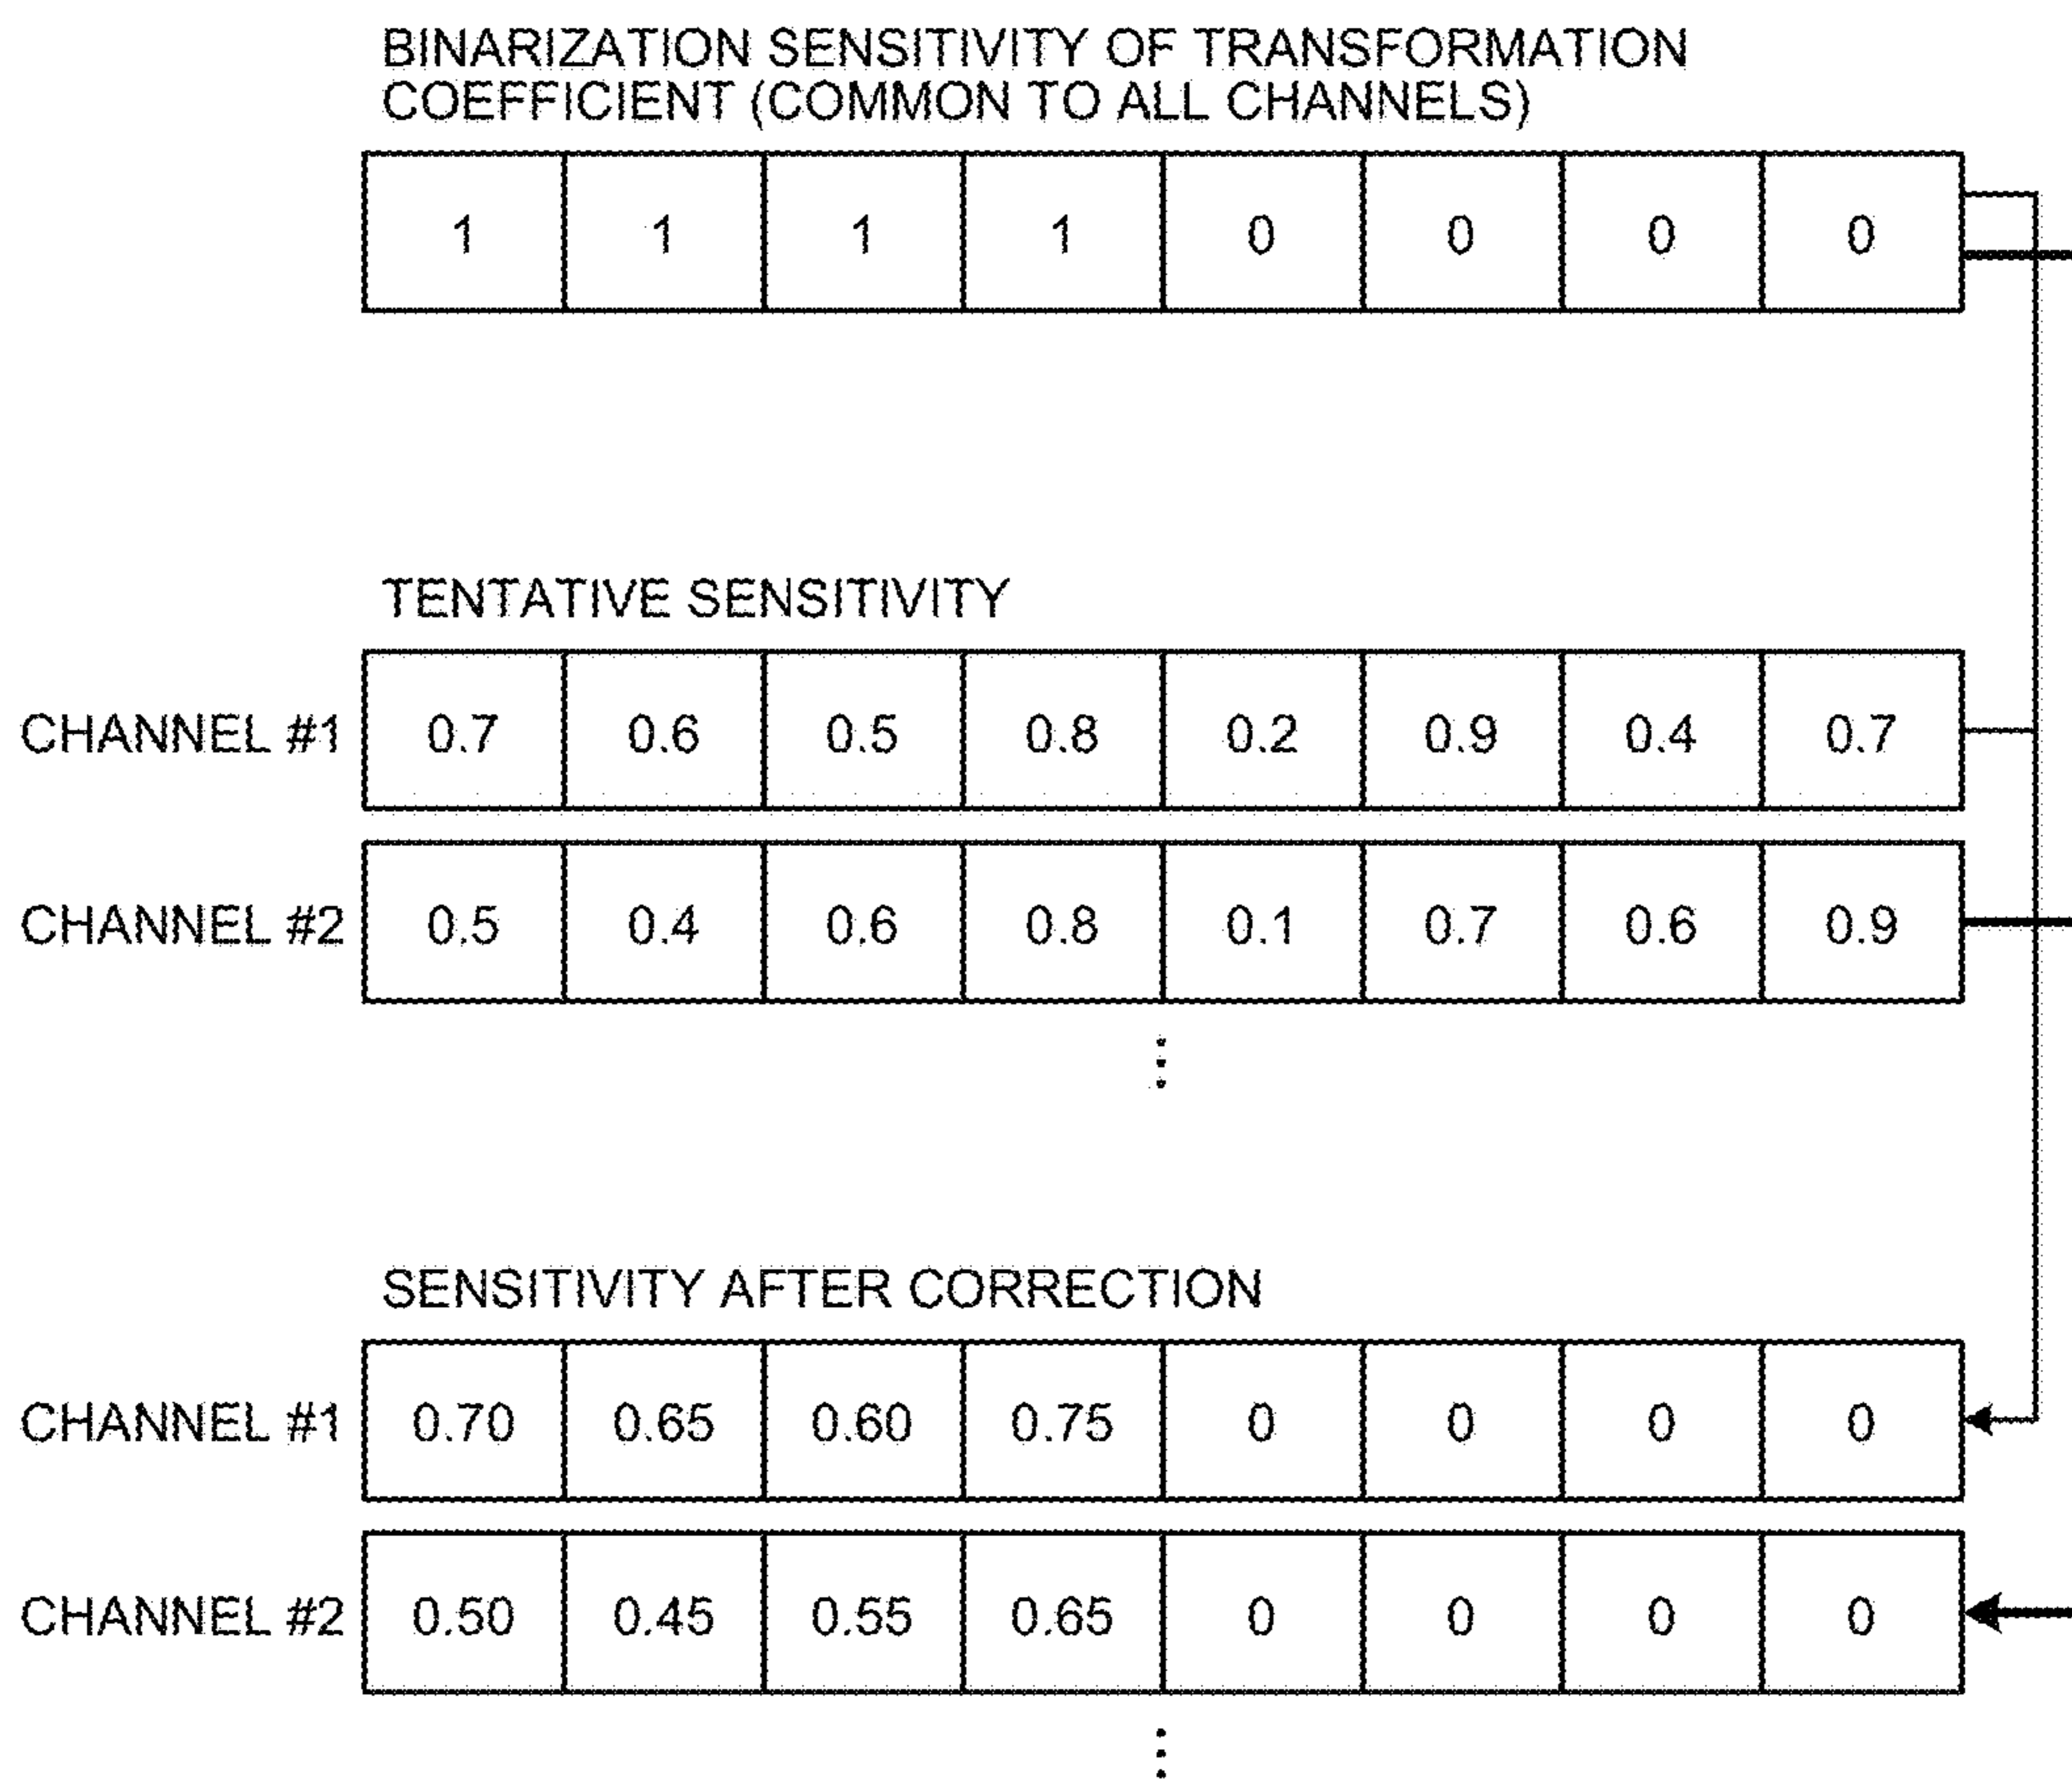 BINARIZATION SENSITIVITY OF TRANSFORMATION
COEFFICIENT (COMMON TO ALL CHANNELS)
1 1 1 1 0 0 0 0
TENTATIVE SENSITIVITY
CHANNEL #1 0.7 0.6 0.5 0.8 0.2 0.9 0.4 0.7
CHANNEL #2 0.5 0.4 0.6 0.8 0.1 0.7 0.6 0.9
SENSITIVITY AFTER CORRECTION
CHANNEL #1 0.70 0.65 0.60 0.75 0 0 0 0
CHANNEL #2 0.50 0.45 0.55 0.65 0 0 0 0